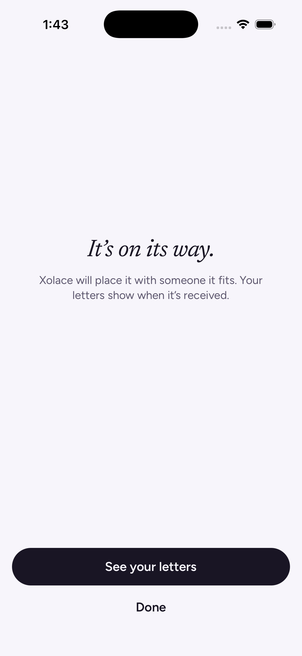 1:43
It’s on its way.
Xolace will place it with someone it fits. Your
letters show when it’s received.
See your letters
Done